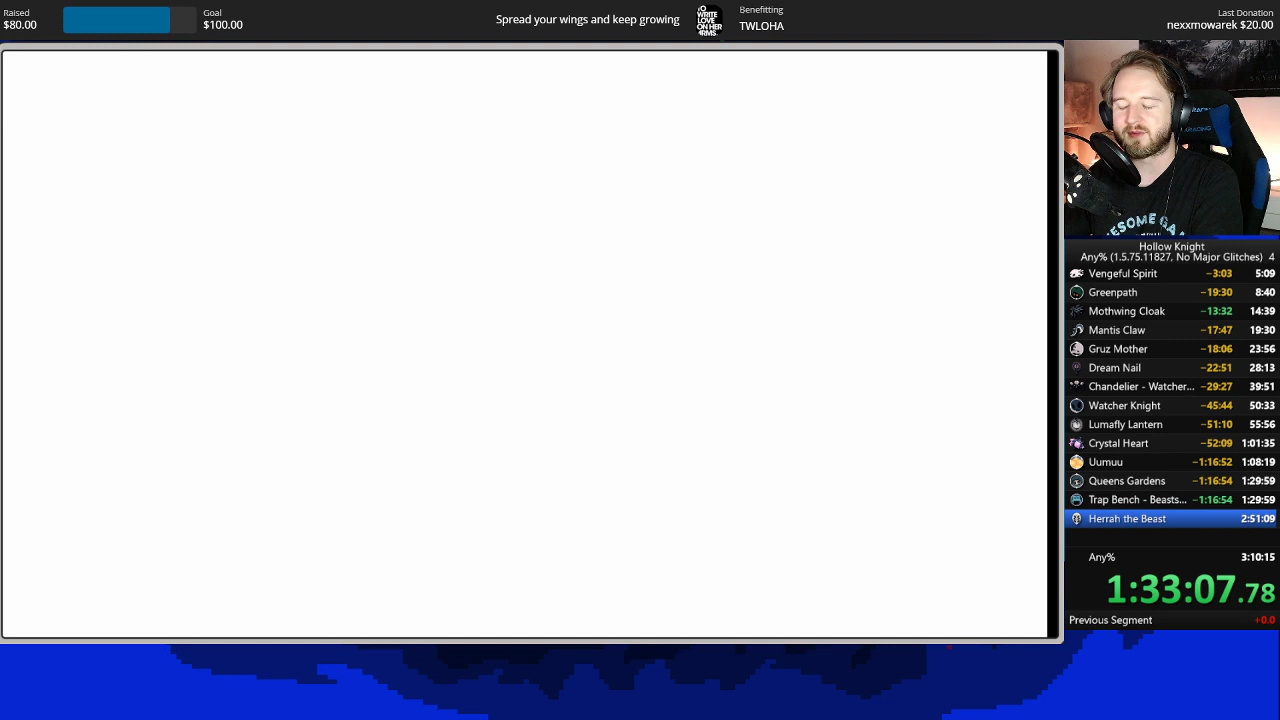 Raised
$80.00
Goal
$100.00
Spread your wings and keep growing
TO
WRITE
LOVE
ON HER
ARMS.
Benefitting
TWLOHA
Last Donation
nexxmowarek $20.00
Hollow Knight
Any% (1.5.75.11827, No Major Glitches) 4
Vengeful Spirit −3:03 5:09
Greenpath −19:30 8:40
Mothwing Cloak −13:32 14:39
Mantis Claw −17:47 19:30
Gruz Mother −18:06 23:56
Dream Nail −22:51 28:13
Chandelier - Watcher... −29:27 39:51
Watcher Knight −45:44 50:33
Lumafly Lantern −51:10 55:56
Crystal Heart −52:09 1:01:35
Uumuu −1:16:52 1:08:19
Queens Gardens −1:16:54 1:29:59
Trap Bench - Beasts... −1:16:54 1:29:59
Herrah the Beast 2:51:09
Any% 3:10:15
1:33:07.78
Previous Segment +0.0